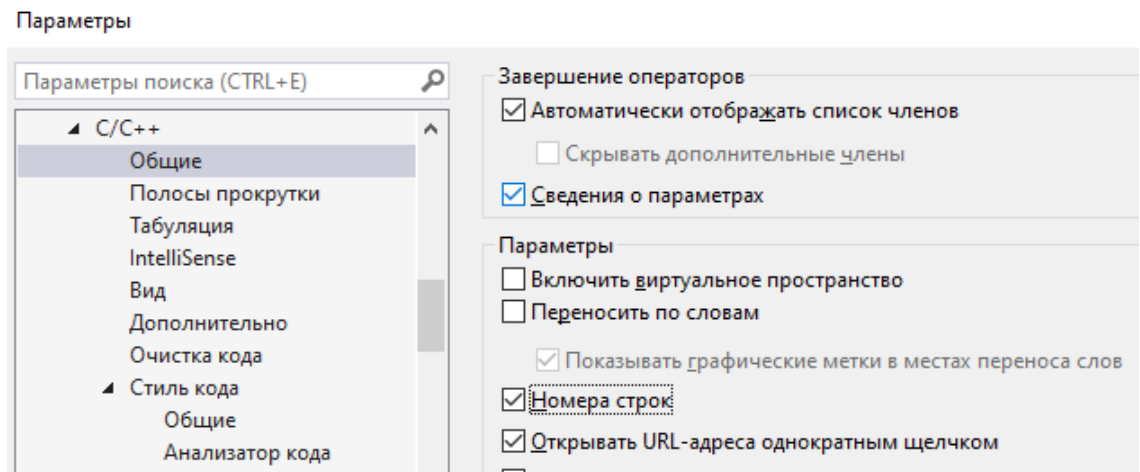 Параметры
Параметры поиска (CTRL+E)
C/C++
Общие
Полосы прокрутки
Табуляция
IntelliSense
Вид
Дополнительно
Очистка кода
Стиль кода
Общие
Анализатор кода
Завершение операторов
Автоматически отображать список членов
Скрывать дополнительные члены
Сведения о параметрах
Параметры
Включить виртуальное пространство
Переносить по словам
Показывать графические метки в местах переноса слов
Номера строк
Открывать URL-адреса однократным щелчком